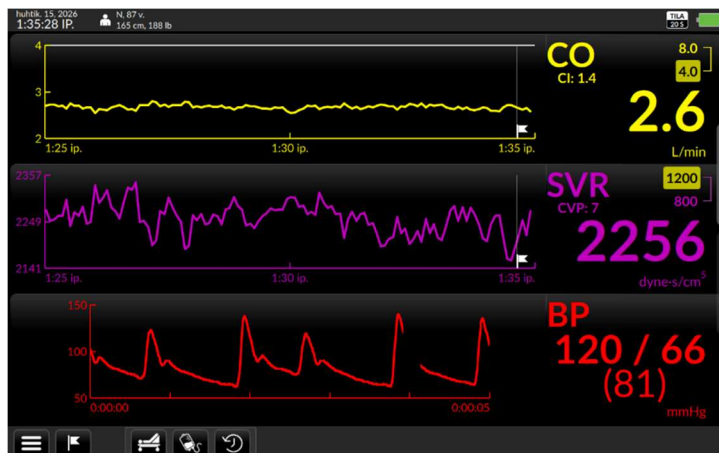 huhtik. 15. 2026
1:35:28 IP.
N, 87 v.
165 cm, 188 lb
TILA
20 S
4
3
2
1:25 ip.
1:30 ip.
1:35 ip.
CO
CI: 1.4
8.0
4.0
2.6
L/min
2357
2249
2141
1:25 ip.
1:30 ip.
1:35 ip.
SVR
CVP: 7
1200
800
2256
dyne·s/cm⁵
150
100
50
0:00:00
0:00:05
BP
120 / 66
(81)
mmHg